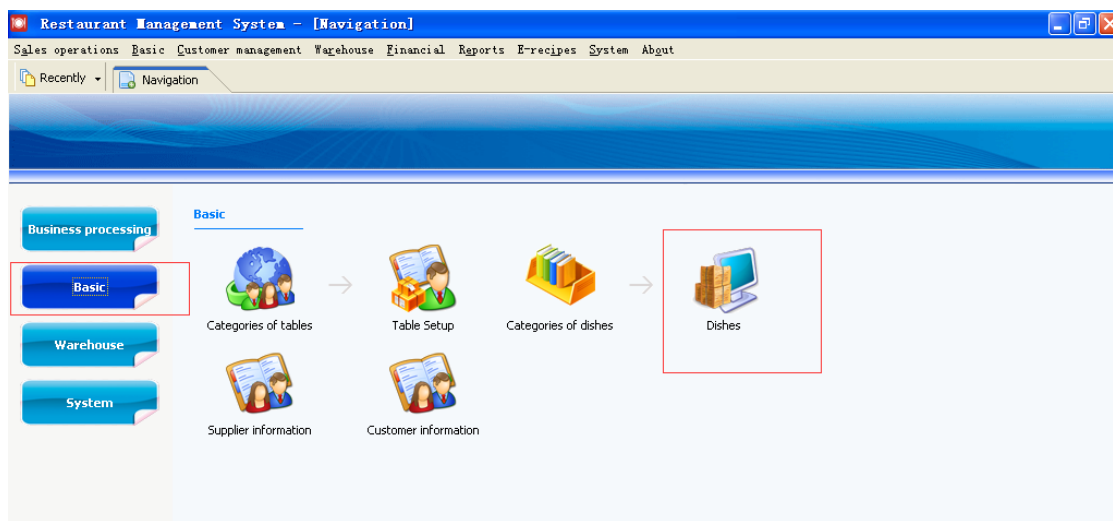 Restaurant Management System - [Navigation]
Sales operations Basic Customer management Warehouse Financial Reports E-recipes System About
Recently Navigation
Business processing
Basic
Warehouse
System
Basic
Categories of tables Table Setup Categories of dishes Dishes
Supplier information Customer information